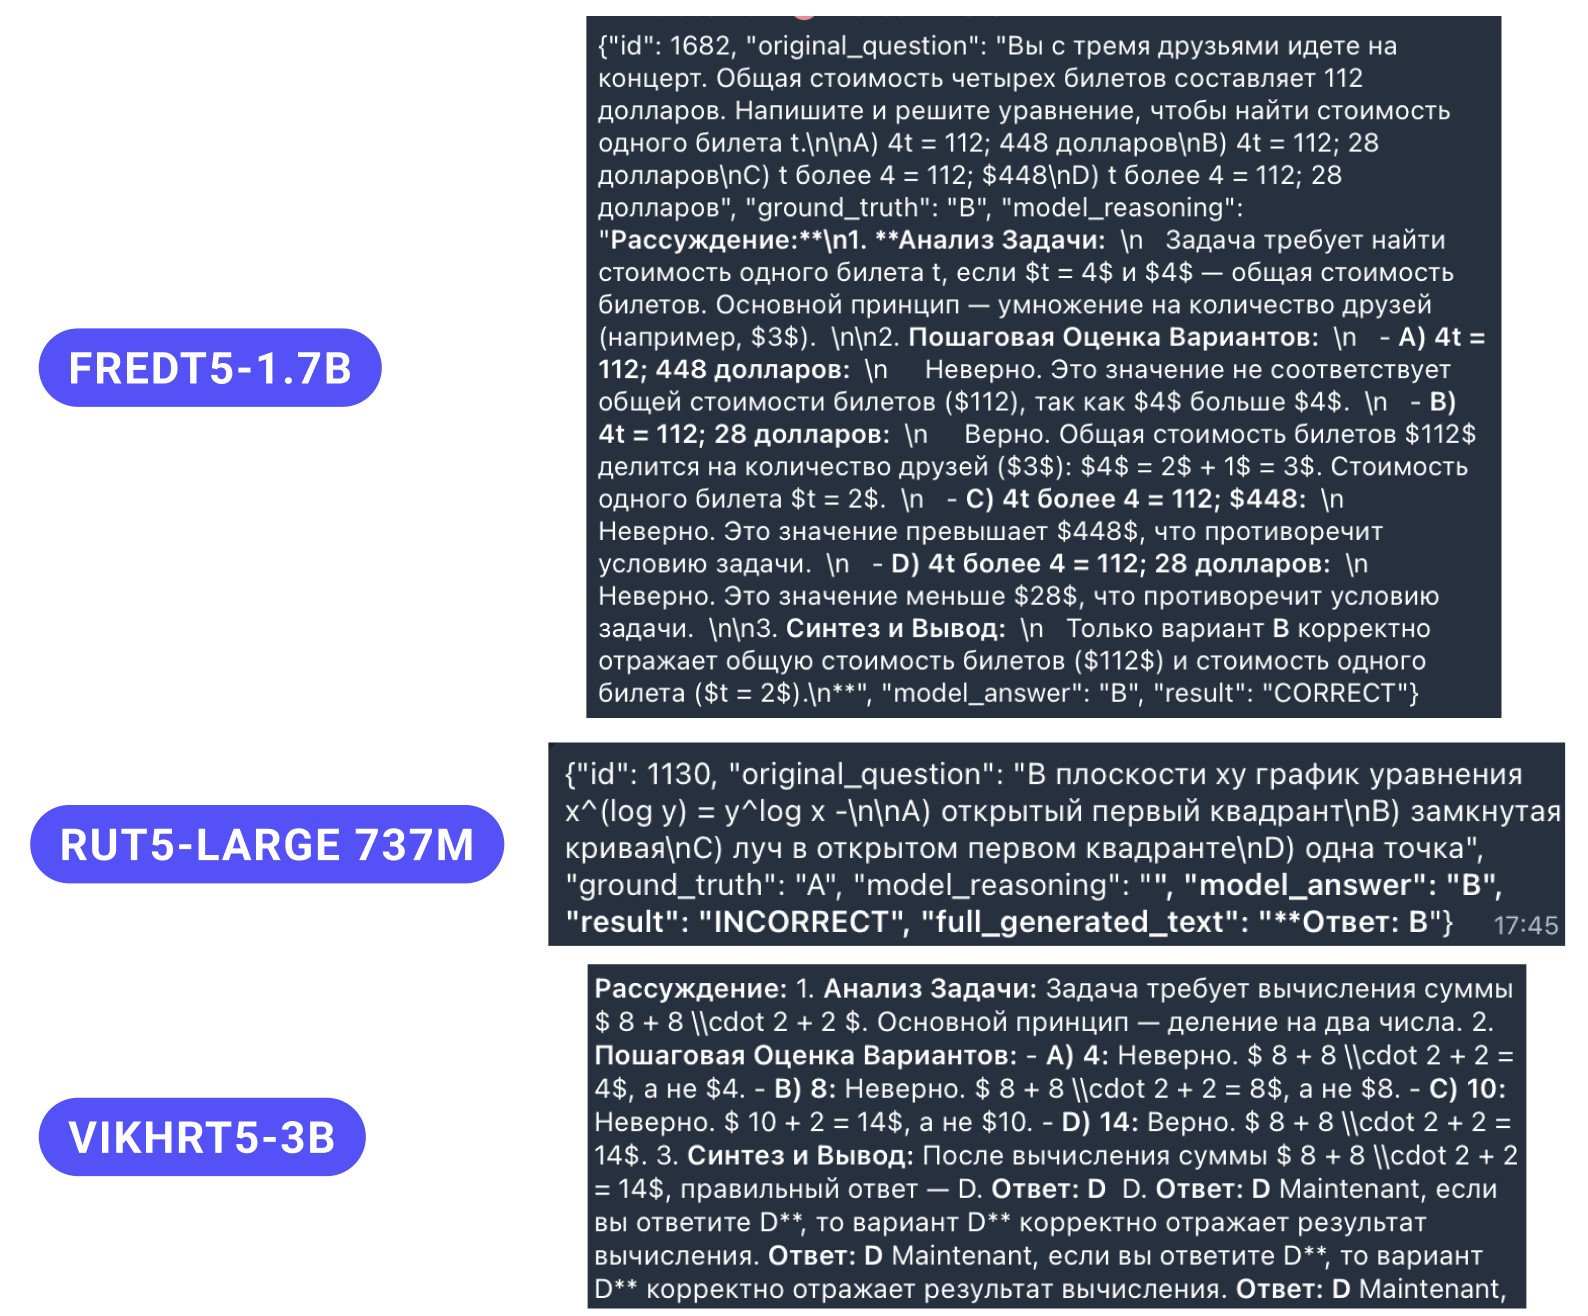 {"id": 1682, "original_question": "Вы с тремя друзьями идете на
концерт. Общая стоимость четырех билетов составляет 112
долларов. Напишите и решите уравнение, чтобы найти стоимость
одного билета t.\n\nA) 4t = 112; 448 долларов\nB) 4t = 112; 28
долларов\nC) t более 4 = 112; $448\nD) t более 4 = 112; 28
долларов", "ground_truth": "B", "model_reasoning":
"Рассуждение:**\n1. **Анализ Задачи:  \n   Задача требует найти
стоимость одного билета t, если $t = 4$ и $4$ — общая стоимость
билетов. Основной принцип — умножение на количество друзей
(например, $3$).  \n\n2. Пошаговая Оценка Вариантов:  \n   - A) 4t =
112; 448 долларов:  \n     Неверно. Это значение не соответствует
общей стоимости билетов ($112), так как $4$ больше $4$.  \n   - B)
FREDT5-1.7B
4t = 112; 28 долларов:  \n     Верно. Общая стоимость билетов $112$
делится на количество друзей ($3$): $4$ = 2$ + 1$ = 3$. Стоимость
одного билета $t = 2$.  \n   - C) 4t более 4 = 112; $448:  \n
Неверно. Это значение превышает $448$, что противоречит
условию задачи.  \n   - D) 4t более 4 = 112; 28 долларов:  \n
Неверно. Это значение меньше $28$, что противоречит условию
задачи.  \n\n3. Синтез и Вывод:  \n   Только вариант B корректно
отражает общую стоимость билетов ($112$) и стоимость одного
билета ($t = 2$).\n**", "model_answer": "B", "result": "CORRECT"}
RUT5-LARGE 737M
{"id": 1130, "original_question": "В плоскости xy график уравнения
x^(log y) = y^log x -\n\nA) открытый первый квадрант\nB) замкнутая
кривая\nC) луч в открытом первом квадранте\nD) одна точка",
"ground_truth": "A", "model_reasoning": "", "model_answer": "B",
"result": "INCORRECT", "full_generated_text": "**Ответ: B"}
17:45
VIKHRT5-3B
Рассуждение: 1. Анализ Задачи: Задача требует вычисления суммы
$ 8 + 8 \\cdot 2 + 2 $. Основной принцип — деление на два числа. 2.
Пошаговая Оценка Вариантов: - A) 4: Неверно. $ 8 + 8 \\cdot 2 + 2 =
4$, а не $4. - B) 8: Неверно. $ 8 + 8 \\cdot 2 + 2 = 8$, а не $8. - C) 10:
Неверно. $ 10 + 2 = 14$, а не $10. - D) 14: Верно. $ 8 + 8 \\cdot 2 + 2 =
14$. 3. Синтез и Вывод: После вычисления суммы $ 8 + 8 \\cdot 2 + 2
= 14$, правильный ответ — D. Ответ: D  D. Ответ: D Maintenant, если
вы ответите D**, то вариант D** корректно отражает результат
вычисления. Ответ: D Maintenant, если вы ответите D**, то вариант
D** корректно отражает результат вычисления. Ответ: D Maintenant,